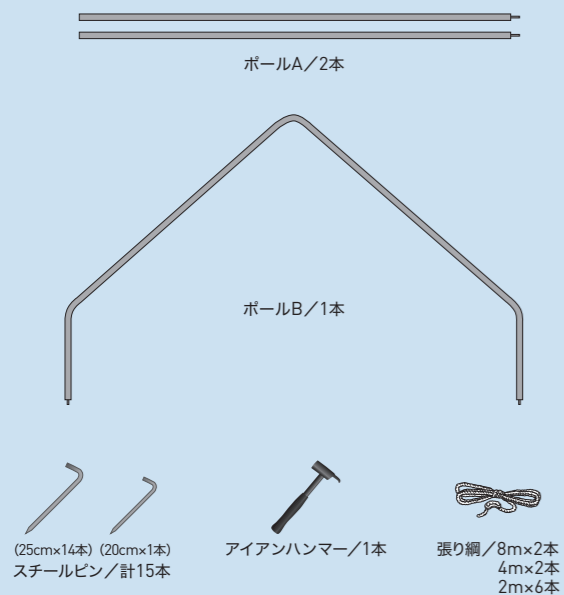 ポールA／2本
ポールB／1本
(25cm×14本) (20cm×1本)
スチールピン／計15本
アイアンハンマー／1本
張り綱／8m×2本
4m×2本
2m×6本